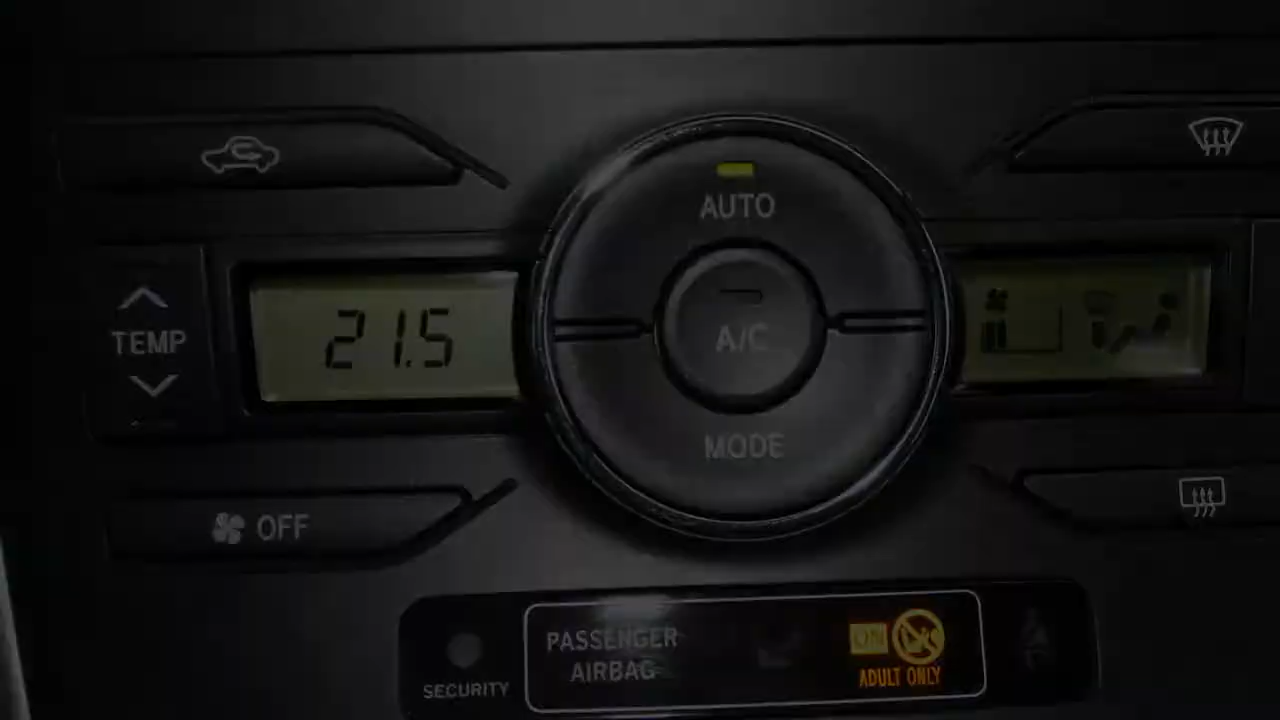 AUTO
TEMP
21.5
A/C
MODE
OFF
PASSENGER
AIRBAG
ON
ADULT ONLY
SECURITY